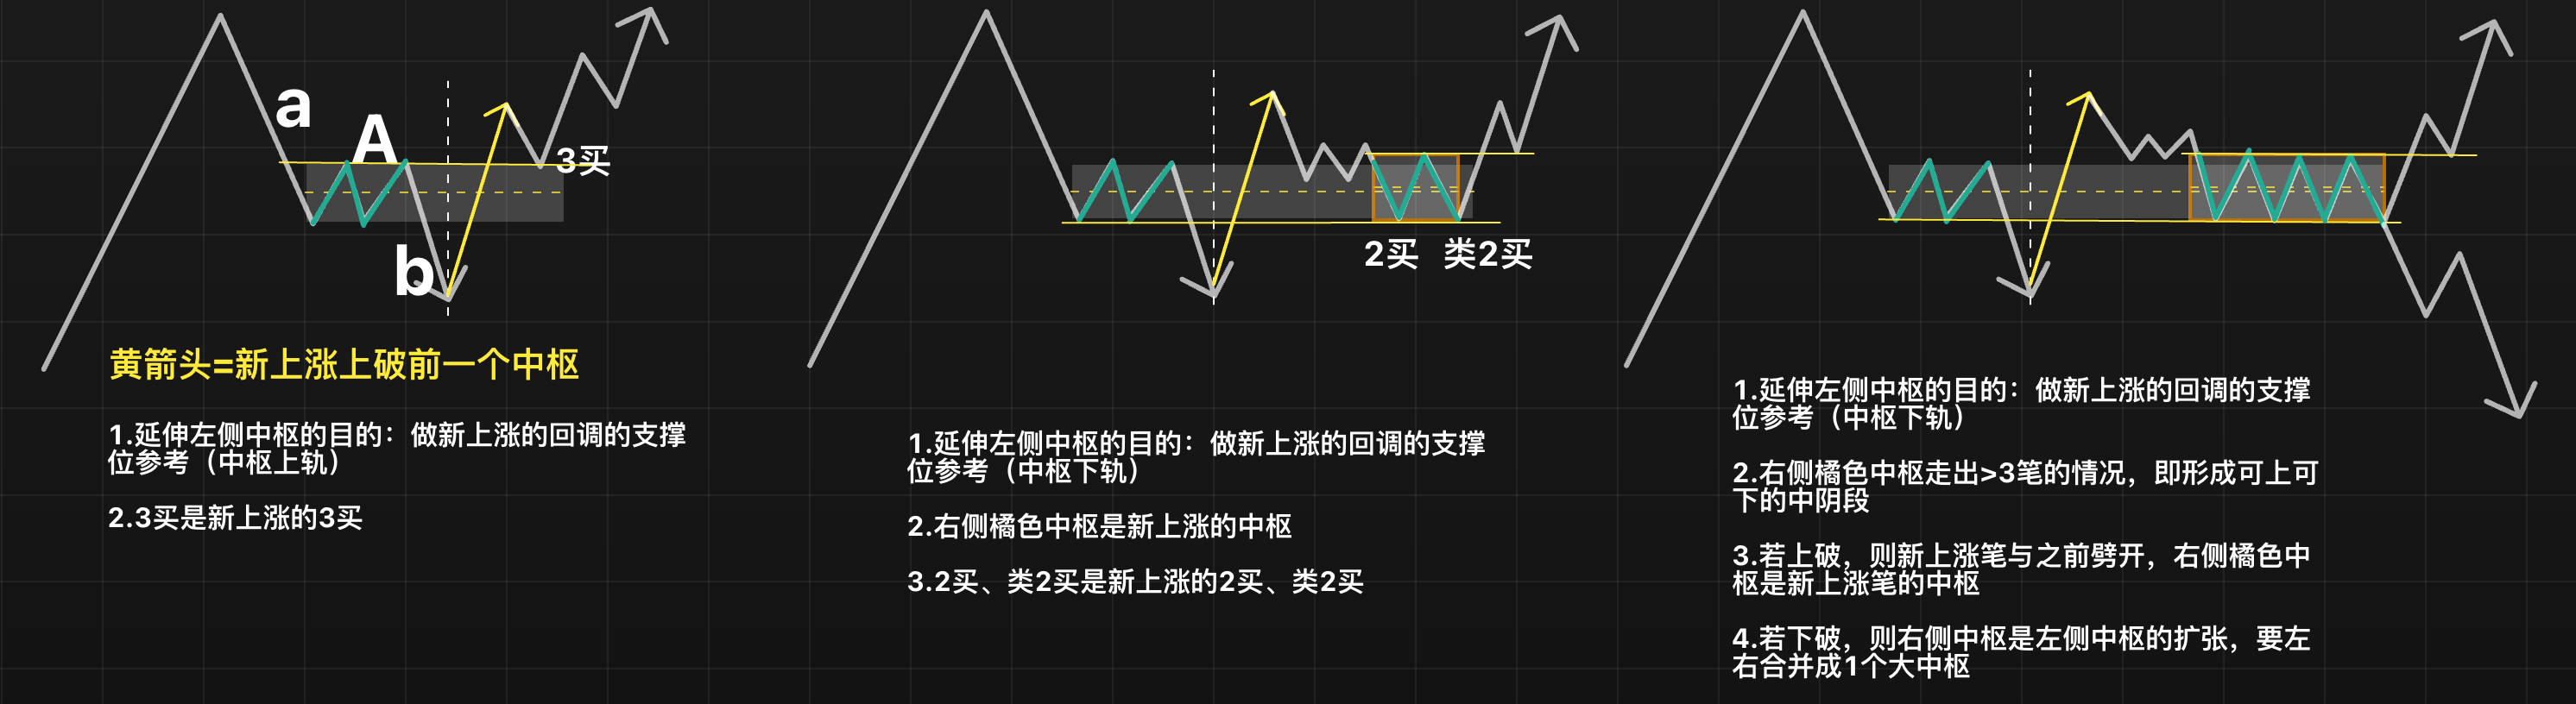 a
A
b
3买
黄箭头=新上涨上破前一个中枢
1.延伸左侧中枢的目的：做新上涨的回调的支撑
位参考（中枢上轨）
2.3买是新上涨的3买
2买 类2买
1.延伸左侧中枢的目的：做新上涨的回调的支撑
位参考（中枢下轨）
2.右侧橘色中枢是新上涨的中枢
3.2买、类2买是新上涨的2买、类2买
1.延伸左侧中枢的目的：做新上涨的回调的支撑
位参考（中枢下轨）
2.右侧橘色中枢走出>3笔的情况，即形成可上可
下的中阴段
3.若上破，则新上涨笔与之前劈开，右侧橘色中
枢是新上涨笔的中枢
4.若下破，则右侧中枢是左侧中枢的扩张，要左
右合并成1个大中枢